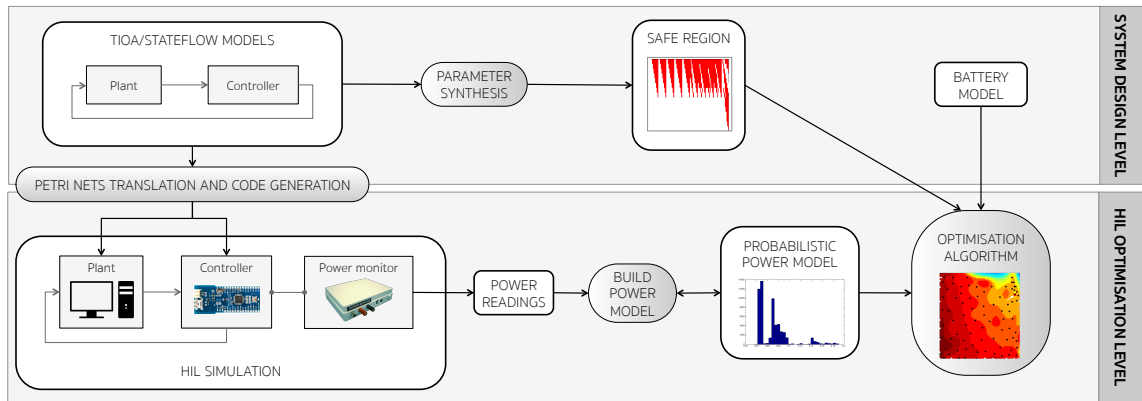 TIOA/STATEFLOW MODELS
Plant
Controller
PARAMETER
SYNTHESIS
SAFE REGION
BATTERY
MODEL
SYSTEM DESIGN LEVEL
PETRI NETS TRANSLATION AND CODE GENERATION
Plant
Controller
Power monitor
HIL SIMULATION
POWER
READINGS
BUILD
POWER
MODEL
PROBABILISTIC
POWER MODEL
OPTIMISATION
ALGORITHM
HIL OPTIMISATION LEVEL